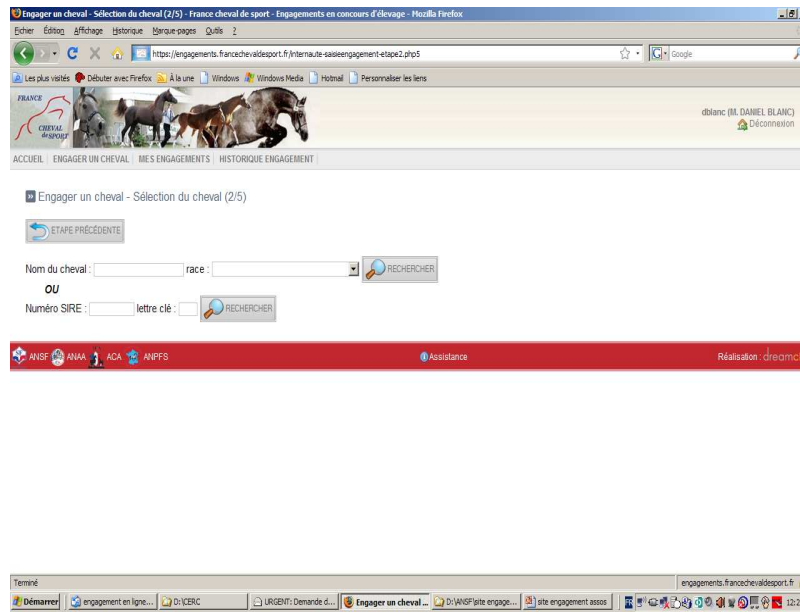 Engager un cheval - Sélection du cheval (2/5) - France cheval de sport - Engagements en concours d'élevage - Mozilla Firefox
Fichier Édition Affichage Historique Marque-pages Outils ?
https://engagements.francechevaldesport.fr/internaute-saisieengagement-etape2.php5
Google
Les plus visités Débuter avec Firefox À la une Windows Windows Media Hotmail Personnaliser les liens
FRANCE
CHEVAL
de SPORT
dblanc (M. DANIEL BLANC)
Déconnexion
ACCUEIL ENGAGER UN CHEVAL MES ENGAGEMENTS HISTORIQUE ENGAGEMENT
Engager un cheval - Sélection du cheval (2/5)
ETAPE PRÉCÉDENTE
Nom du cheval : race : RECHERCHER
OU
Numéro SIRE : lettre clé : RECHERCHER
ANSF ANAA ACA ANPFS Assistance Réalisation : dreamcl
Terminé engagements.francechevaldesport.fr
Démarrer engagement en ligne... D:\CERC URGENT: Demande d... Engager un cheval ... D:\ANSF\site engage... site engagement assos